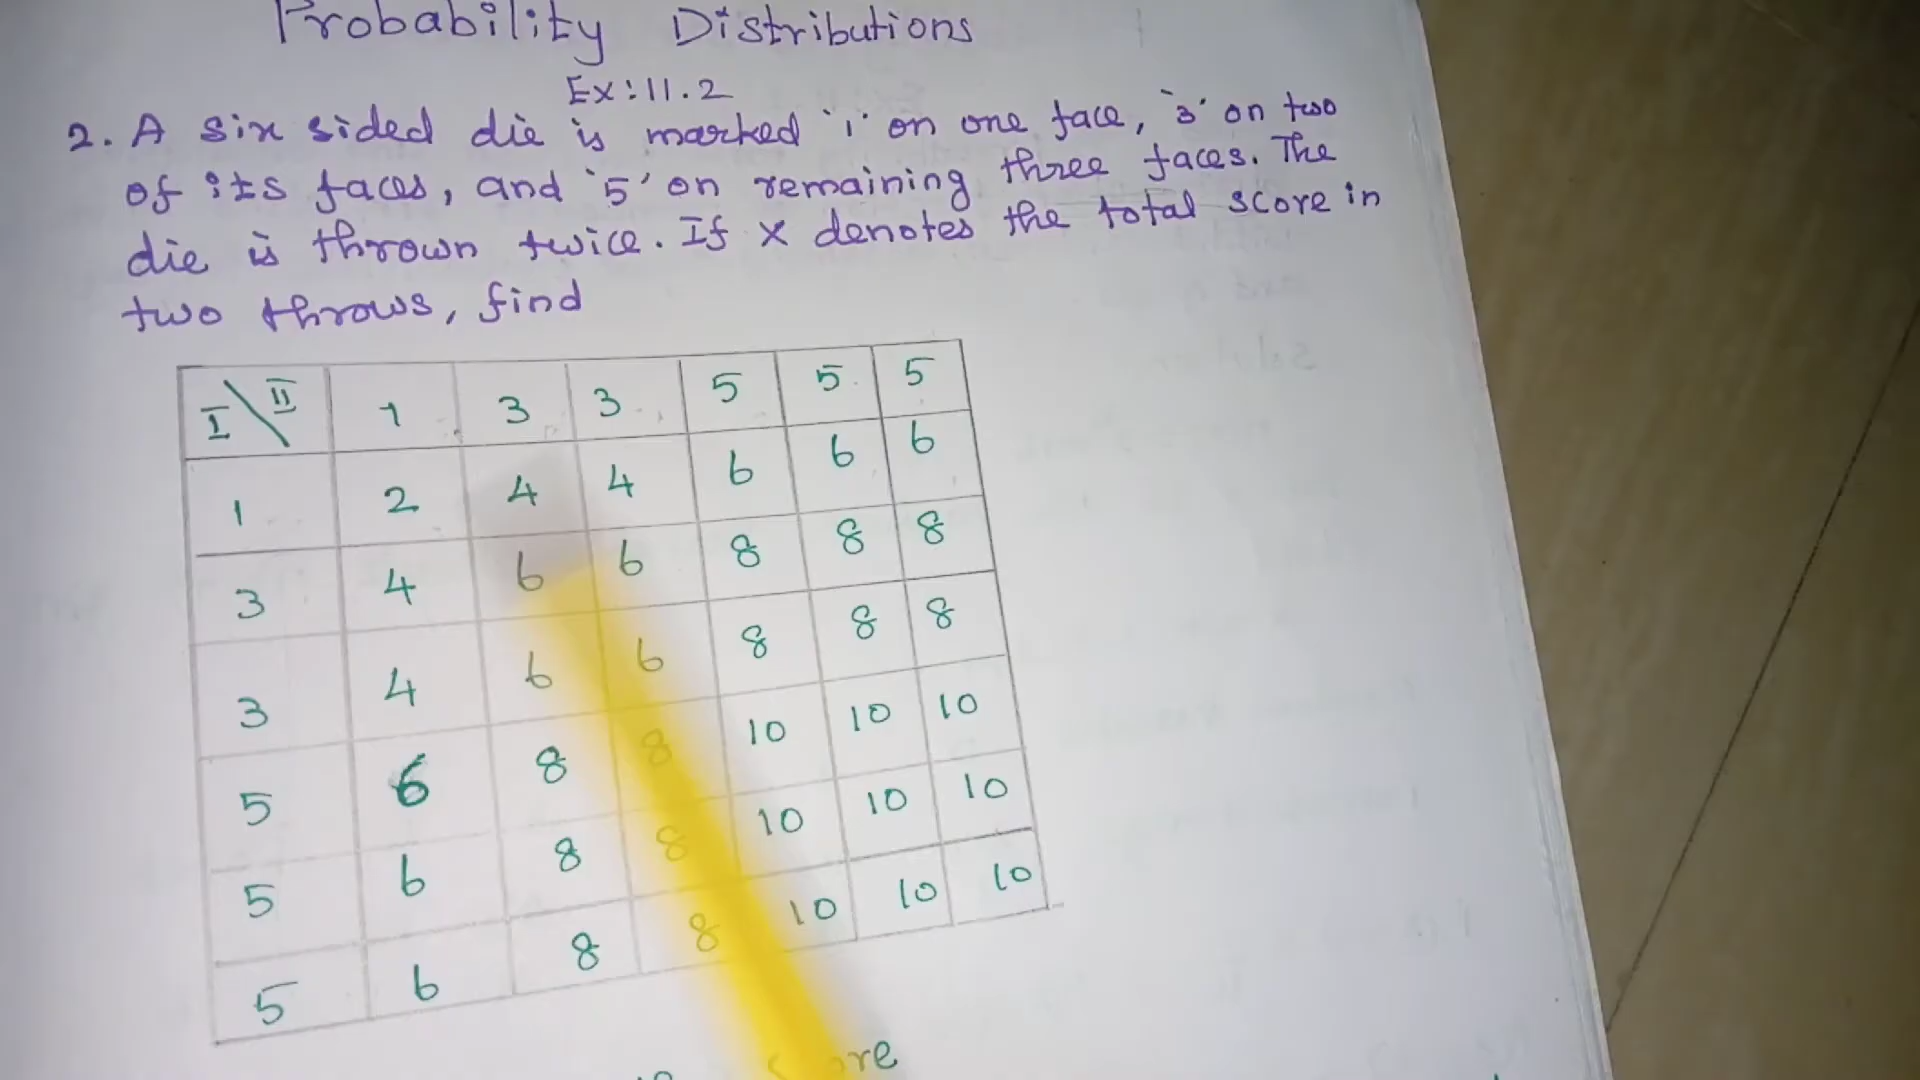 Probability Distributions
Ex: 11.2
2. A six sided die is marked '1' on one face, '3' on two
of its faces, and '5' on remaining three faces. The
die is thrown twice. If X denotes the total score in
two throws, find
I \ II 1 3 3 5 5 5
1 2 4 4 6 6 6
3 4 6 6 8 8 8
3 4 6 6 8 8 8
5 6 8 8 10 10 10
5 6 8 8 10 10 10
5 6 8 8 10 10 10